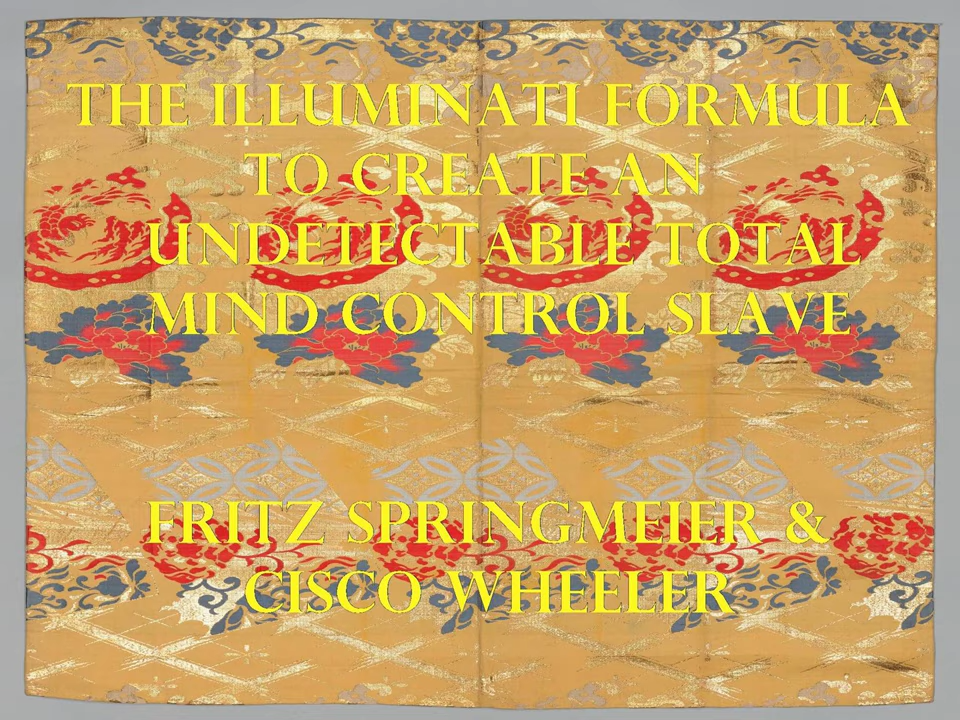 THE ILLUMINATI FORMULA
TO CREATE AN
UNDETECTABLE TOTAL
MIND CONTROL SLAVE
FRITZ SPRINGMEIER &
CISCO WHEELER